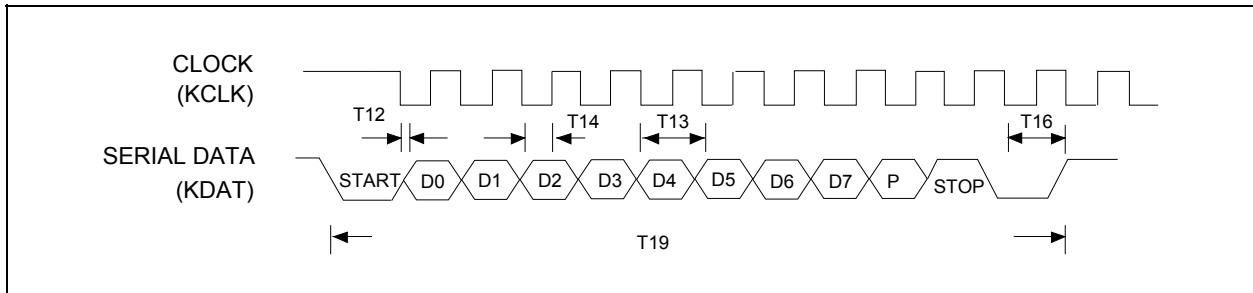 CLOCK
(KCLK)
T12
T14
T13
T16
SERIAL DATA
(KDAT)
START
D0
D1
D2
D3
D4
D5
D6
D7
P
STOP
T19